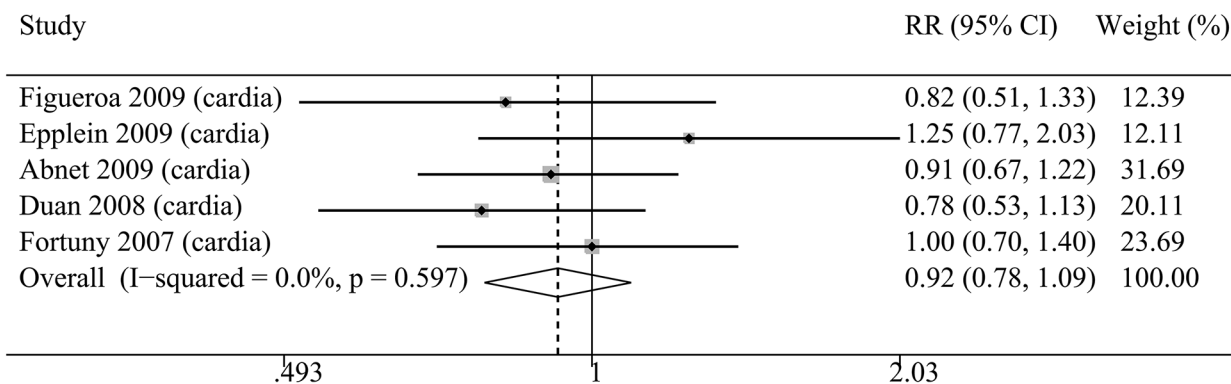 Study RR (95% CI) Weight (%)
Figueroa 2009 (cardia) 0.82 (0.51, 1.33) 12.39
Epplein 2009 (cardia) 1.25 (0.77, 2.03) 12.11
Abnet 2009 (cardia) 0.91 (0.67, 1.22) 31.69
Duan 2008 (cardia) 0.78 (0.53, 1.13) 20.11
Fortuny 2007 (cardia) 1.00 (0.70, 1.40) 23.69
Overall (I−squared = 0.0%, p = 0.597) 0.92 (0.78, 1.09) 100.00
.493 1 2.03